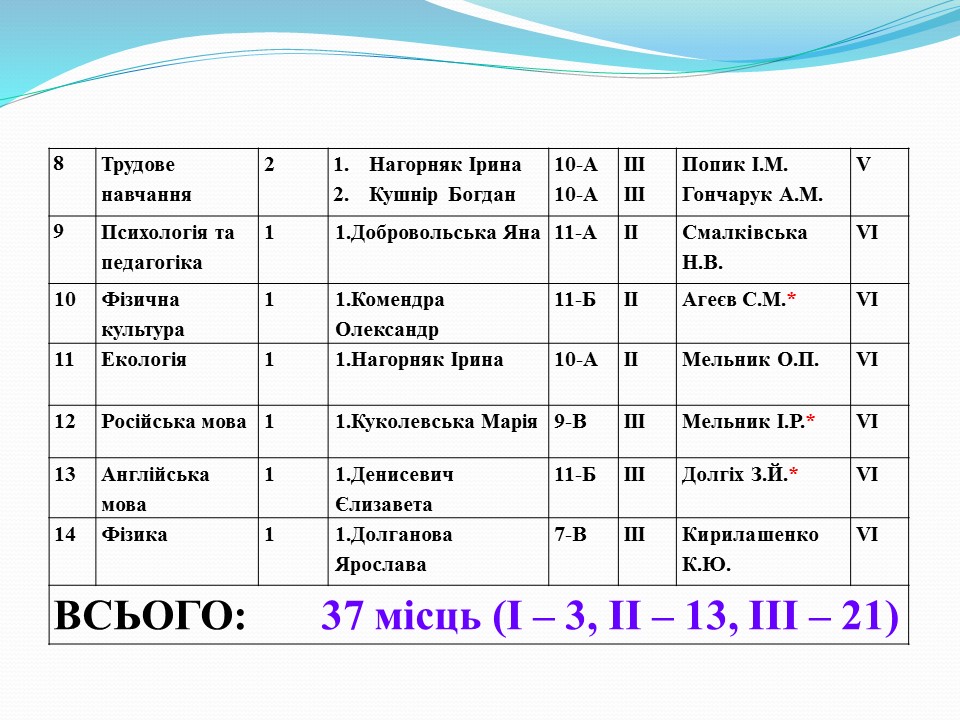 8 Трудове навчання 2 1. Нагорняк Ірина 10-А ІІІ Попик І.М. V
2. Кушнір Богдан 10-А ІІІ Гончарук А.М.
9 Психологія та педагогіка 1 1.Добровольська Яна 11-А ІІ Смалківська Н.В. VI
10 Фізична культура 1 1.Комендра Олександр 11-Б ІІ Агеєв С.М.* VI
11 Екологія 1 1.Нагорняк Ірина 10-А ІІ Мельник О.П. VI
12 Російська мова 1 1.Куколевська Марія 9-В ІІІ Мельник І.Р.* VI
13 Англійська мова 1 1.Денисевич Єлизавета 11-Б ІІІ Долгіх З.Й.* VI
14 Фізика 1 1.Долганова Ярослава 7-В ІІІ Кирилашенко К.Ю. VI
ВСЬОГО: 37 місць (І – 3, ІІ – 13, ІІІ – 21)